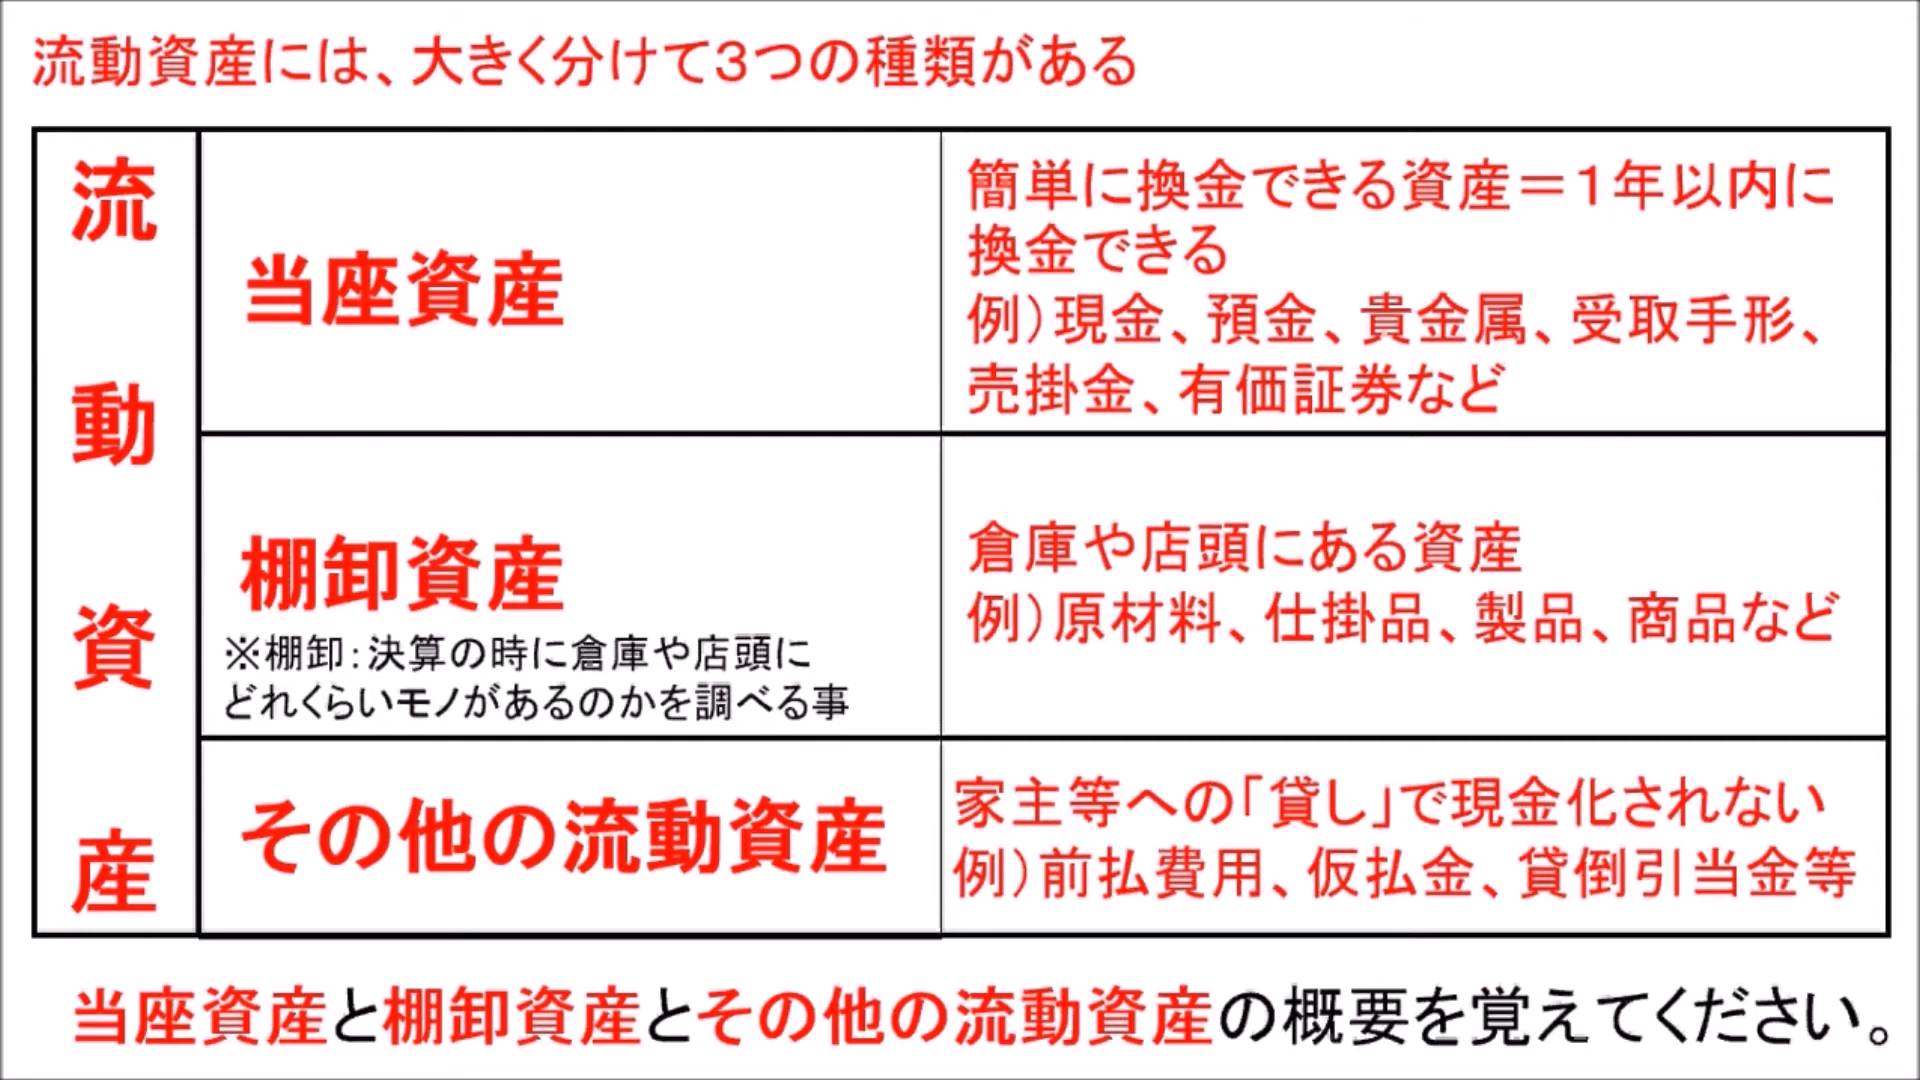 流動資産には、大きく分けて３つの種類がある
流動資産
当座資産
簡単に換金できる資産＝１年以内に
換金できる
例）現金、預金、貴金属、受取手形、
売掛金、有価証券など
棚卸資産
※棚卸：決算の時に倉庫や店頭に
どれくらいモノがあるのかを調べる事
倉庫や店頭にある資産
例）原材料、仕掛品、製品、商品など
その他の流動資産
家主等への「貸し」で現金化されない
例）前払費用、仮払金、貸倒引当金等
当座資産と棚卸資産とその他の流動資産の概要を覚えてください。